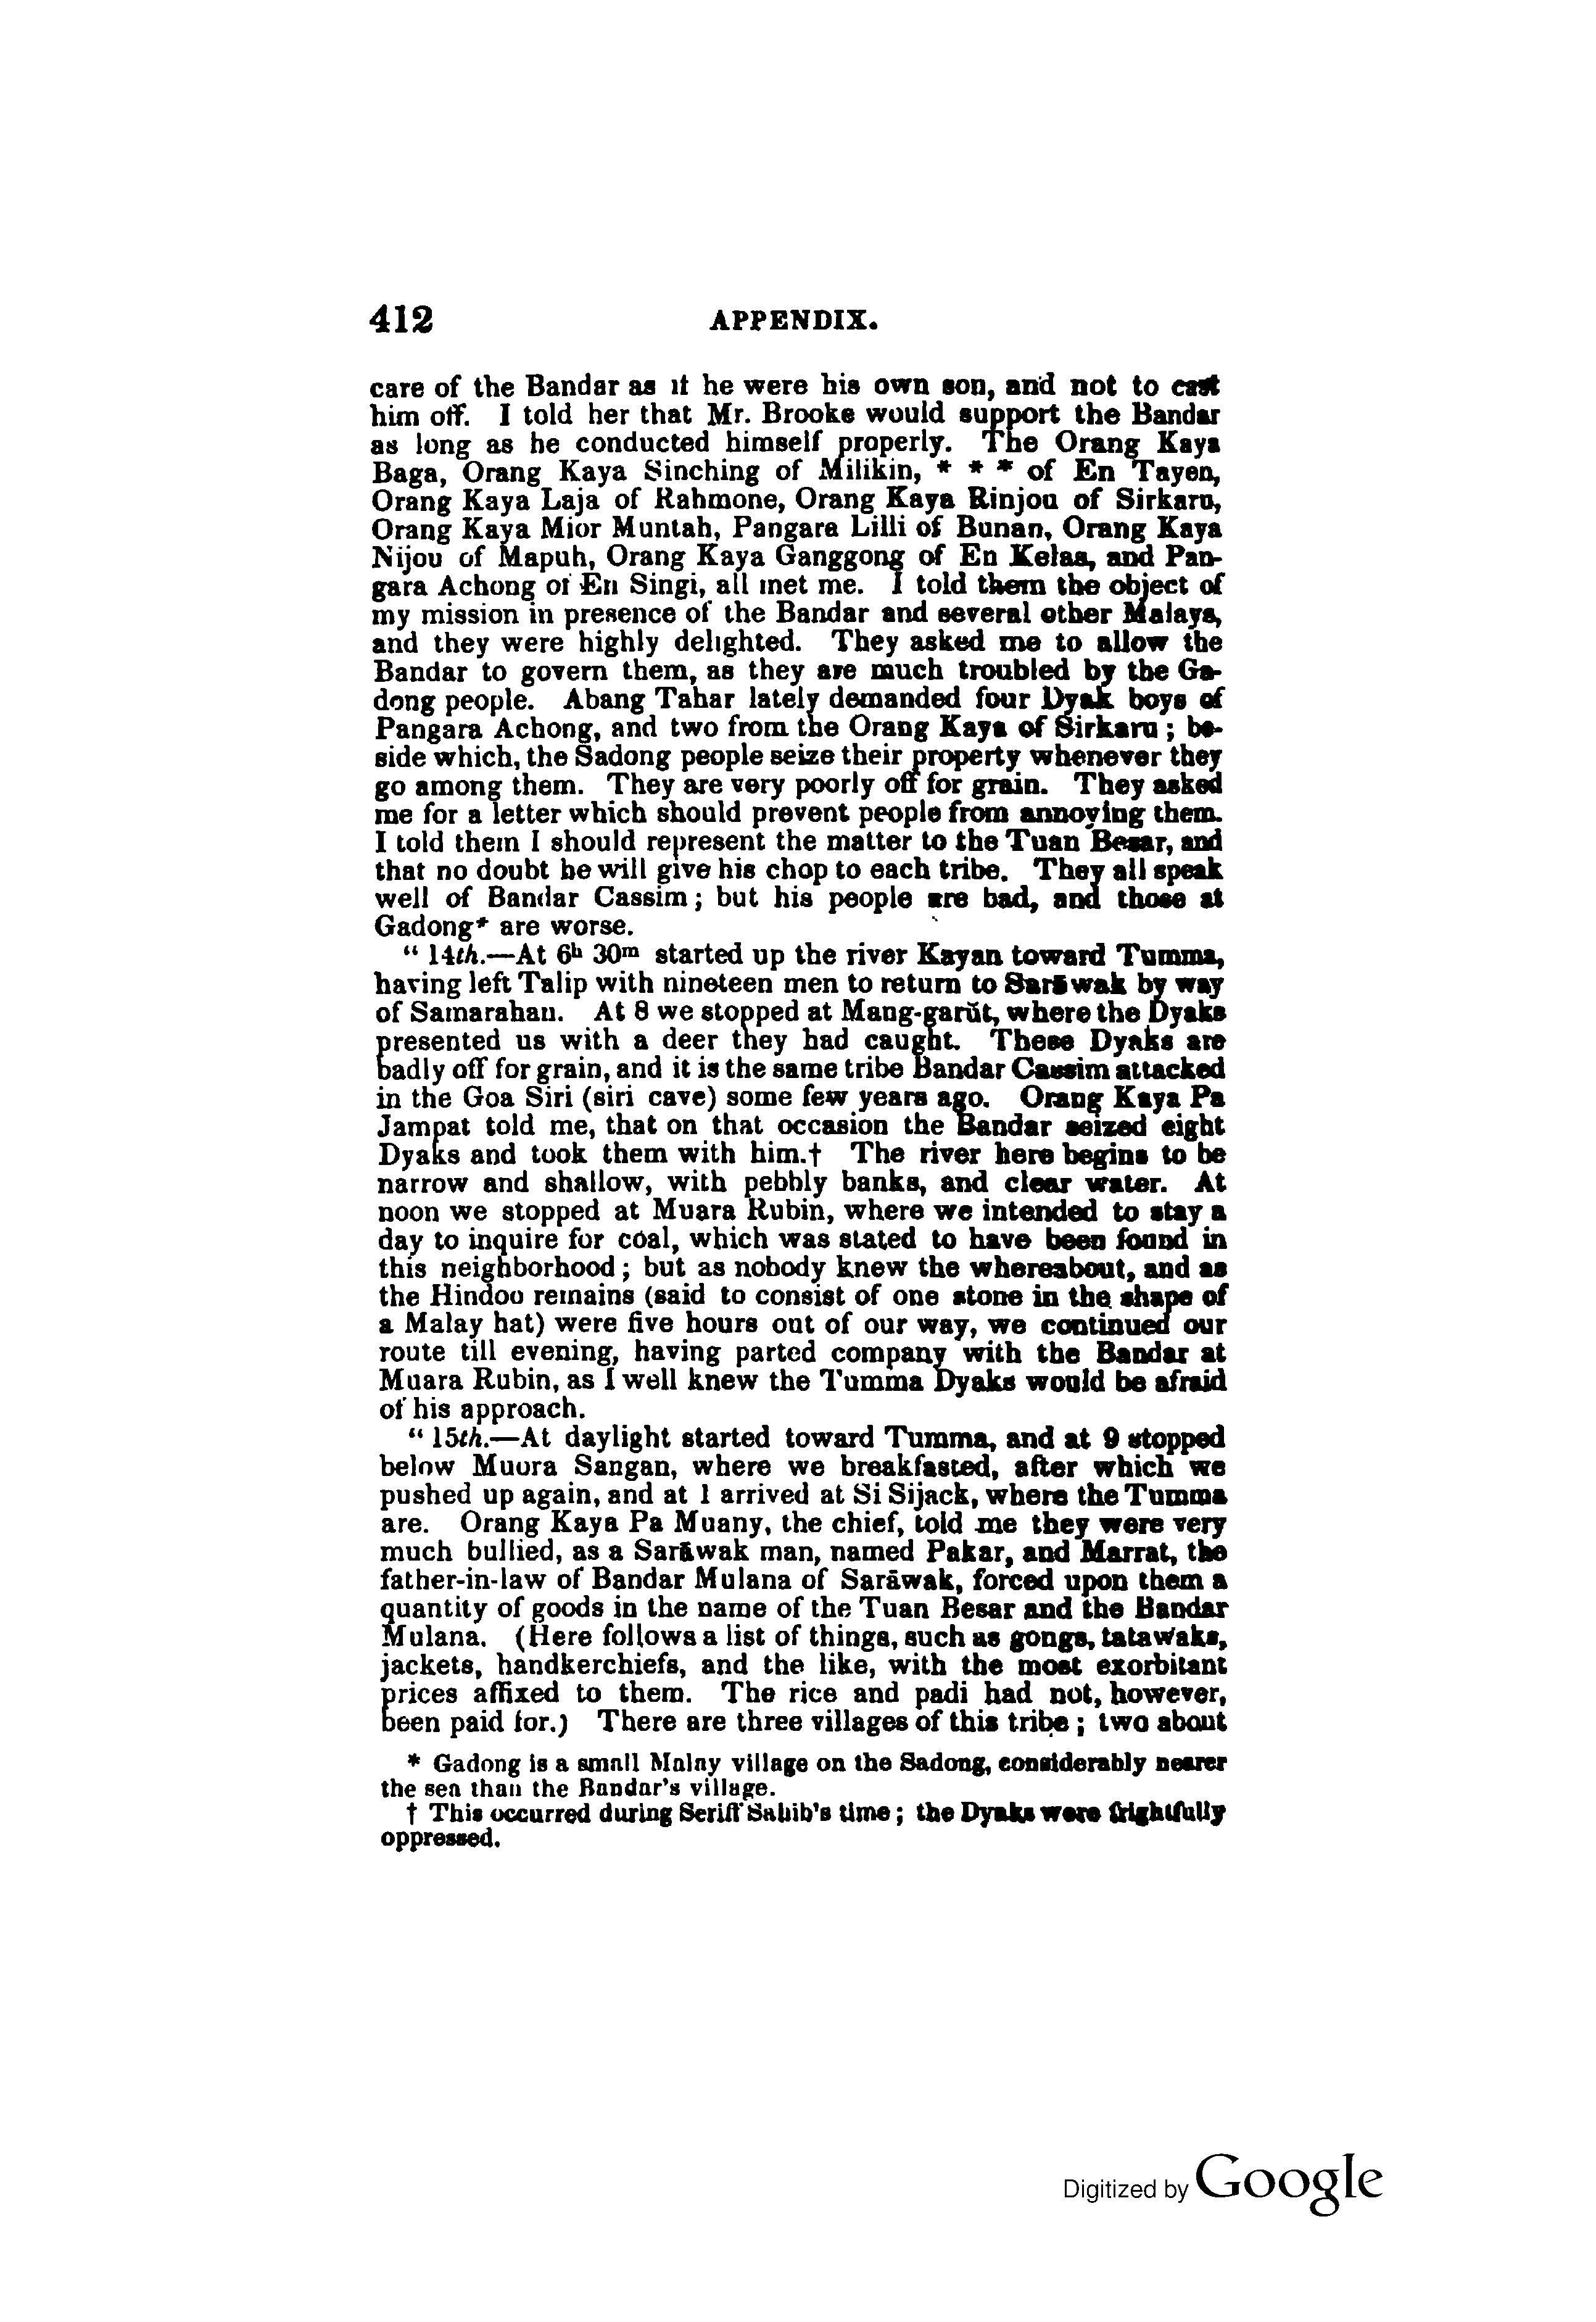 412 APPENDIX.
care of the Bandar as if he were his own son, and not to cast
him off. I told her that Mr. Brooke would support the Bandar
as long as he conducted himself properly. The Orang Kaya
Baga, Orang Kaya Sinching of Milikin, * * * of En Tayen,
Orang Kaya Laja of Rahmone, Orang Kaya Rinjou of Sirkaru,
Orang Kaya Mior Muntah, Pangara Lilli of Bunan, Orang Kaya
Nijou of Mapuh, Orang Kaya Ganggong of En Kelaa, and Pan-
gara Achong of En Singi, all met me. I told them the object of
my mission in presence of the Bandar and several other Malays,
and they were highly delighted. They asked me to allow the
Bandar to govern them, as they are much troubled by the Ga-
dong people. Abang Tahar lately demanded four Dyak boys of
Pangara Achong, and two from the Orang Kaya of Sirkaru; be-
side which, the Sadong people seize their property whenever they
go among them. They are very poorly off for grain. They asked
me for a letter which should prevent people from annoying them.
I told them I should represent the matter to the Tuan Besar, and
that no doubt he will give his chop to each tribe. They all speak
well of Bandar Cassim; but his people are bad, and those at
Gadong* are worse.
"14th.—At 6h 30m started up the river Kayan toward Tumma,
having left Talip with nineteen men to return to Sarāwak by way
of Samarahan. At 8 we stopped at Mang-garŭt, where the Dyaks
presented us with a deer they had caught. These Dyaks are
badly off for grain, and it is the same tribe Bandar Cassim attacked
in the Goa Siri (siri cave) some few years ago. Orang Kaya Pa
Jampat told me, that on that occasion the Bandar seized eight
Dyaks and took them with him.† The river here begins to be
narrow and shallow, with pebbly banks, and clear water. At
noon we stopped at Muara Rubin, where we intended to stay a
day to inquire for coal, which was stated to have been found in
this neighborhood; but as nobody knew the whereabout, and as
the Hindoo remains (said to consist of one stone in the shape of
a Malay hat) were five hours out of our way, we continued our
route till evening, having parted company with the Bandar at
Muara Rubin, as I well knew the Tumma Dyaks would be afraid
of his approach.
"15th.—At daylight started toward Tumma, and at 9 stopped
below Muora Sangan, where we breakfasted, after which we
pushed up again, and at 1 arrived at Si Sijack, where the Tumma
are. Orang Kaya Pa Muany, the chief, told me they were very
much bullied, as a Sarāwak man, named Pakar, and Marrat, the
father-in-law of Bandar Mulana of Sarāwak, forced upon them a
quantity of goods in the name of the Tuan Besar and the Bandar
Mulana. (Here follows a list of things, such as gongs, tatawaks,
jackets, handkerchiefs, and the like, with the most exorbitant
prices affixed to them. The rice and padi had not, however,
been paid for.) There are three villages of this tribe; two about
* Gadong is a small Malay village on the Sadong, considerably nearer
the sea than the Bandar's village.
† This occurred during Seriff Sahib's time; the Dyaks were frightfully
oppressed.
Digitized by Google